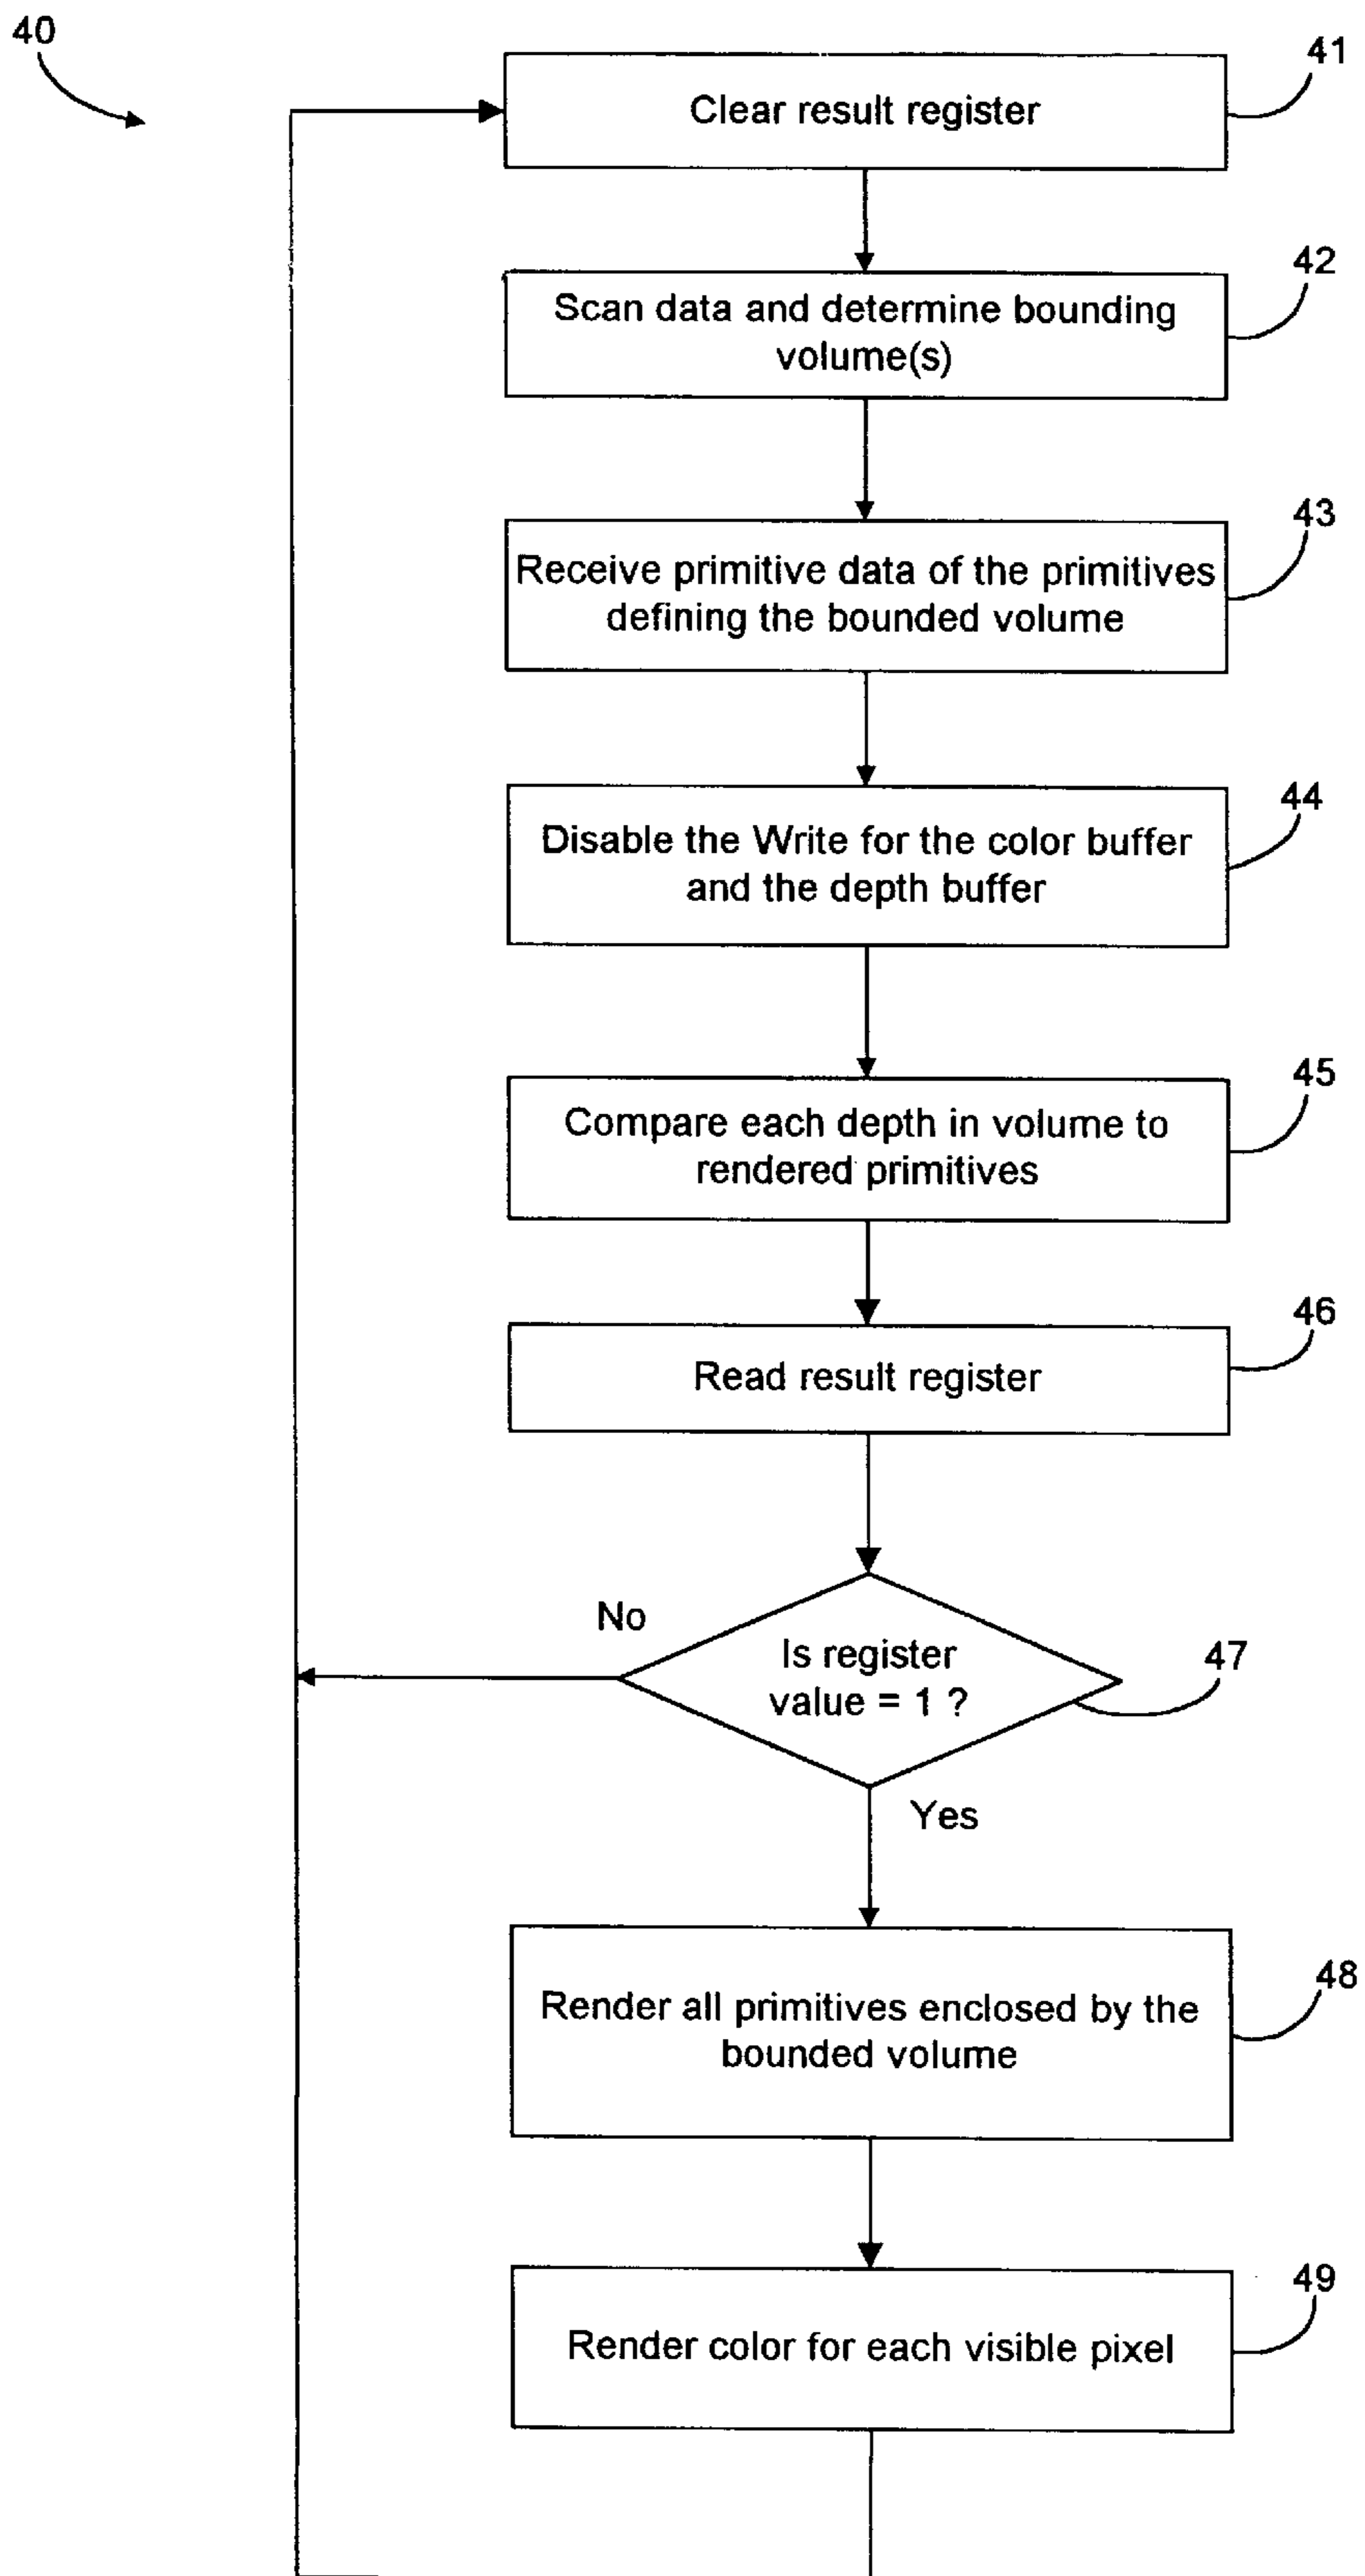 40
41
Clear result register
42
Scan data and determine bounding
volume(s)
43
Receive primitive data of the primitives
defining the bounded volume
44
Disable the Write for the color buffer
and the depth buffer
45
Compare each depth in volume to
rendered primitives
46
Read result register
No
Is register
value = 1 ?
47
Yes
48
Render all primitives enclosed by the
bounded volume
49
Render color for each visible pixel